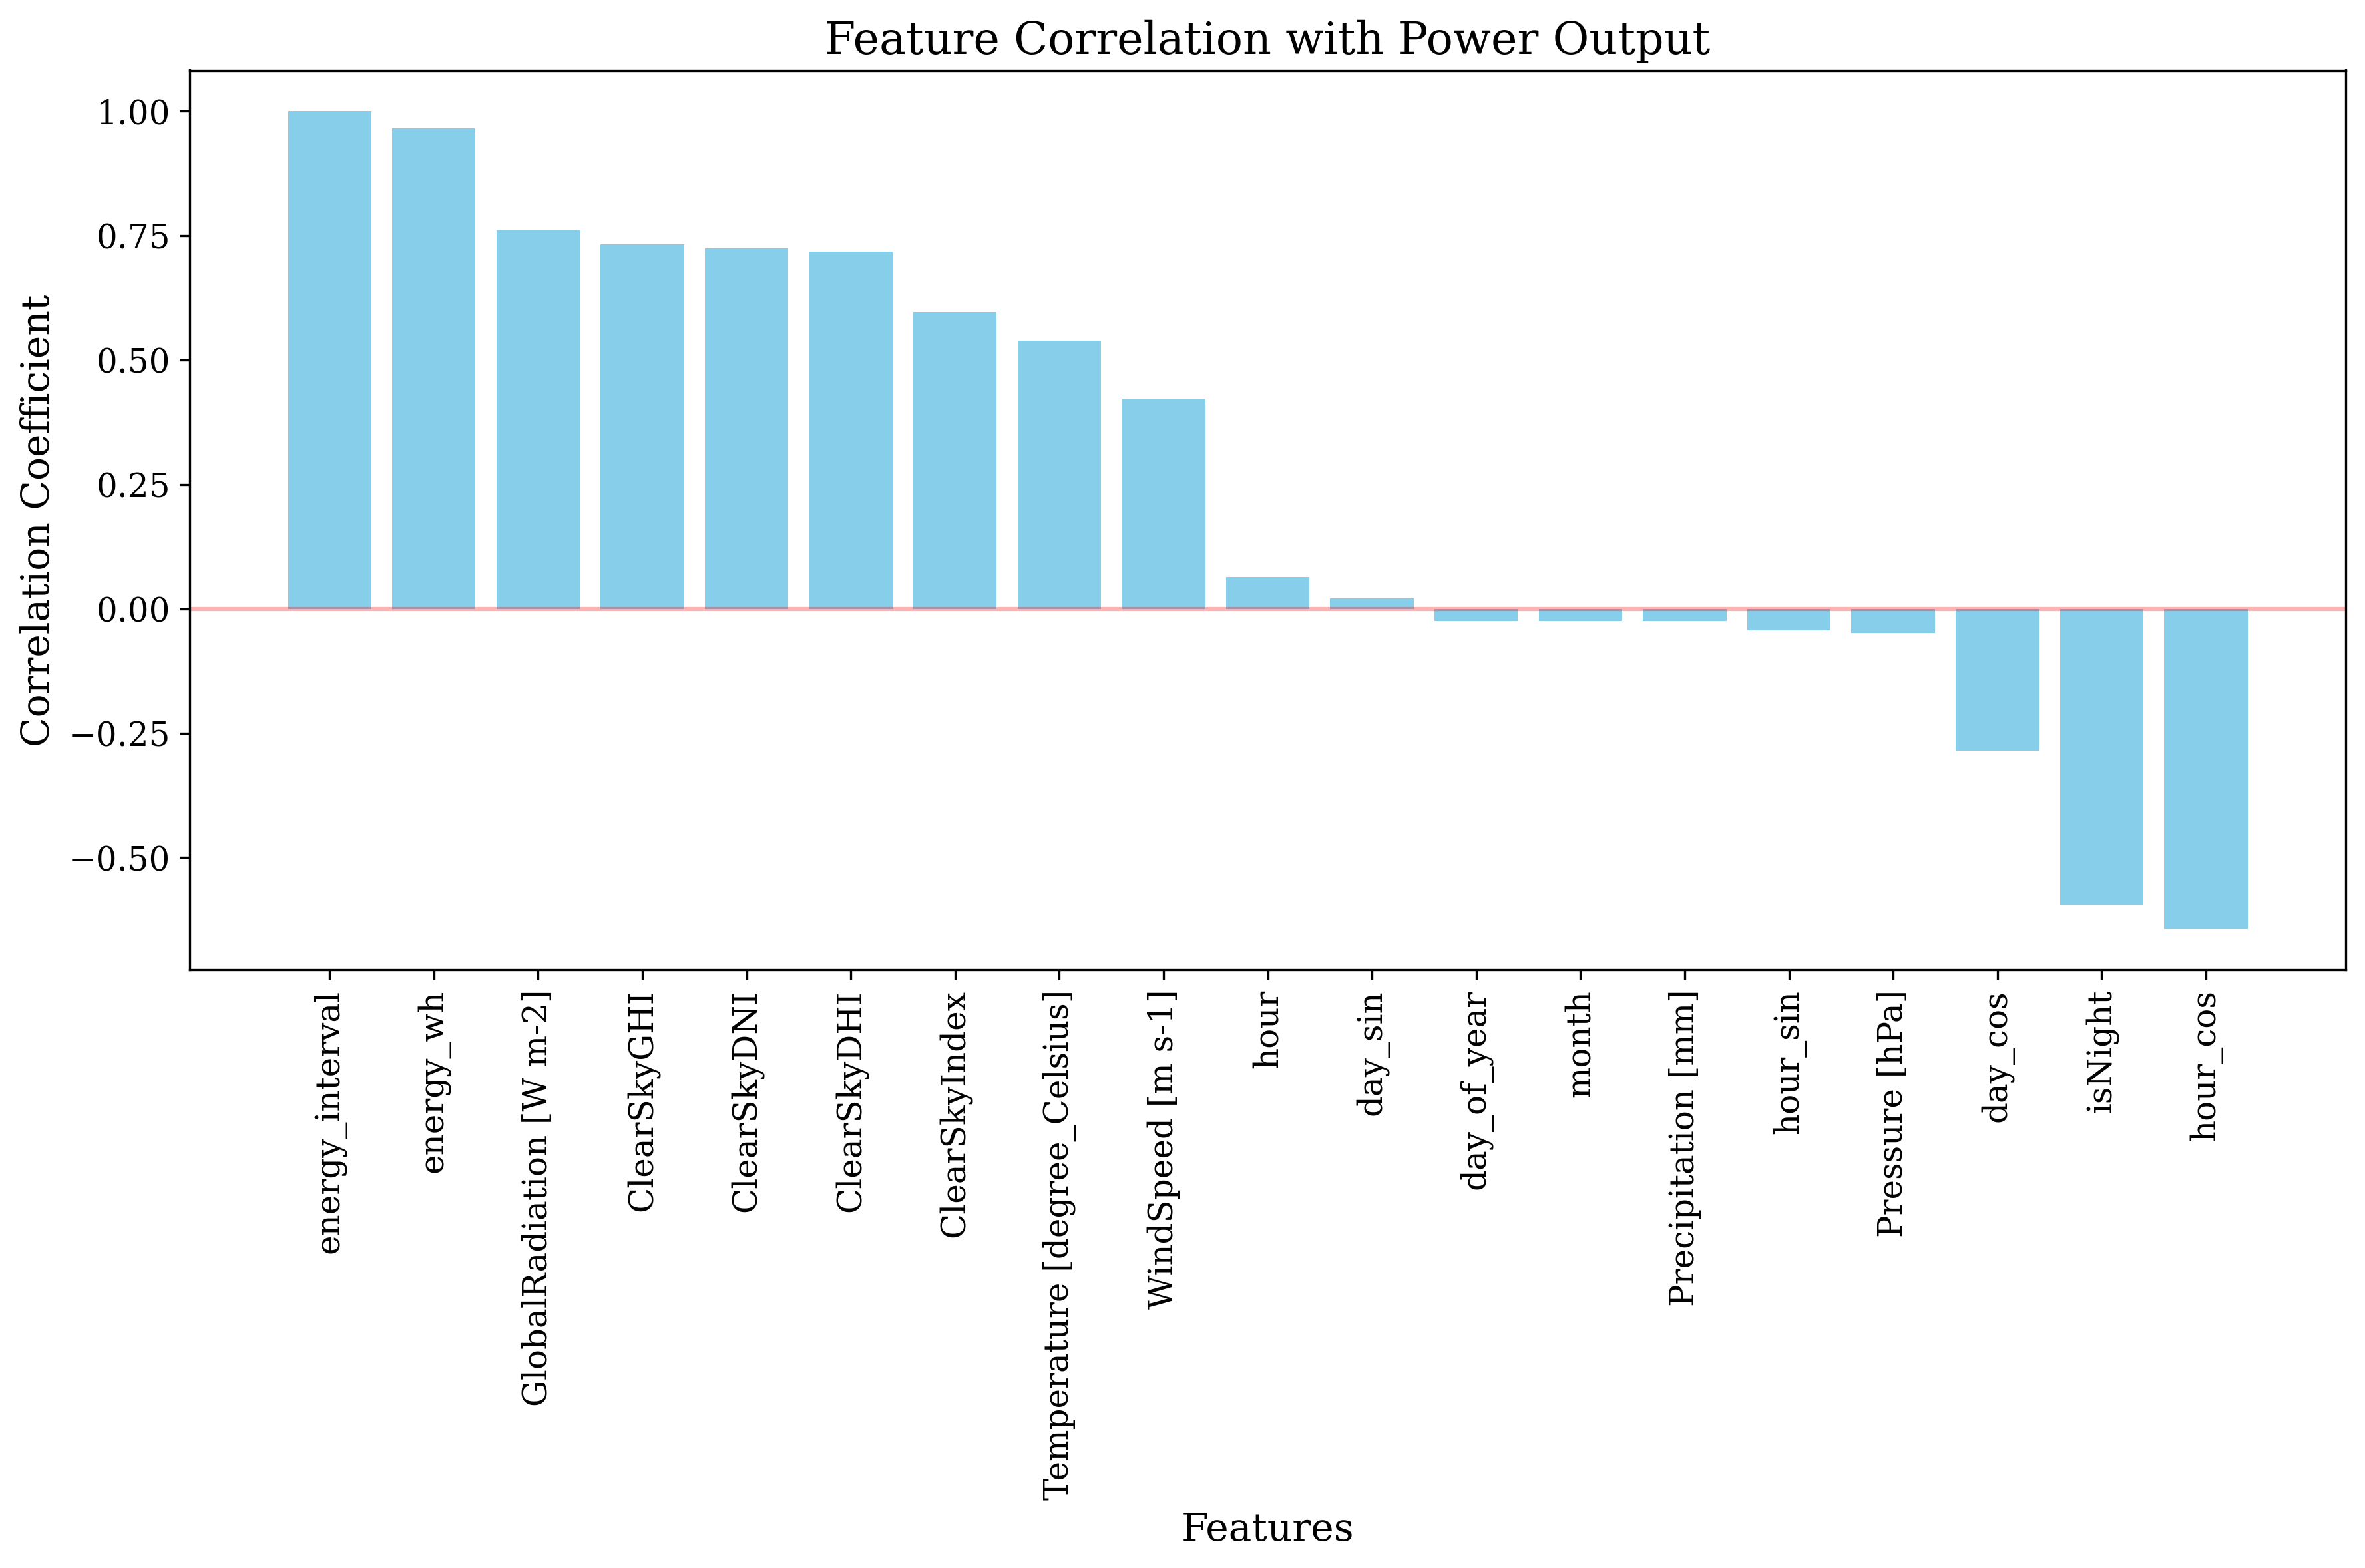 Feature Correlation with Power Output
Correlation Coefficient
1.00
0.75
0.50
0.25
0.00
−0.25
−0.50
energy_interval
energy_wh
GlobalRadiation [W m-2]
ClearSkyGHI
ClearSkyDNI
ClearSkyDHI
ClearSkyIndex
Temperature [degree_Celsius]
WindSpeed [m s-1]
hour
day_sin
day_of_year
month
Precipitation [mm]
hour_sin
Pressure [hPa]
day_cos
isNight
hour_cos
Features